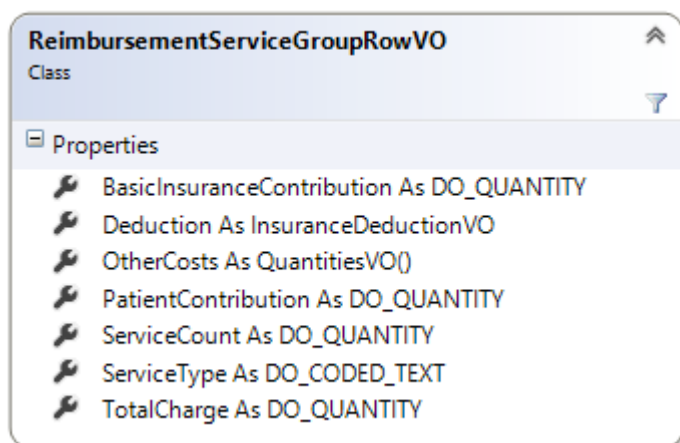 ReimbursementServiceGroupRowVO
Class
Properties
BasicInsuranceContribution As DO_QUANTITY
Deduction As InsuranceDeductionVO
OtherCosts As QuantitiesVO()
PatientContribution As DO_QUANTITY
ServiceCount As DO_QUANTITY
ServiceType As DO_CODED_TEXT
TotalCharge As DO_QUANTITY